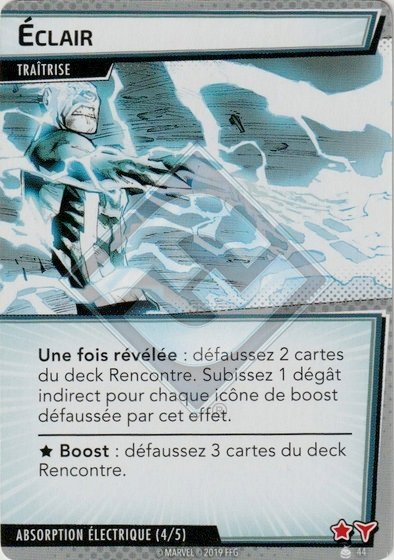 ÉCLAIR
TRAÎTRISE
Une fois révélée : défaussez 2 cartes
du deck Rencontre. Subissez 1 dégât
indirect pour chaque icône de boost
défaussée par cet effet.
★ Boost : défaussez 3 cartes du deck
Rencontre.
ABSORPTION ÉLECTRIQUE (4/5)
© MARVEL © 2019 FFG
44